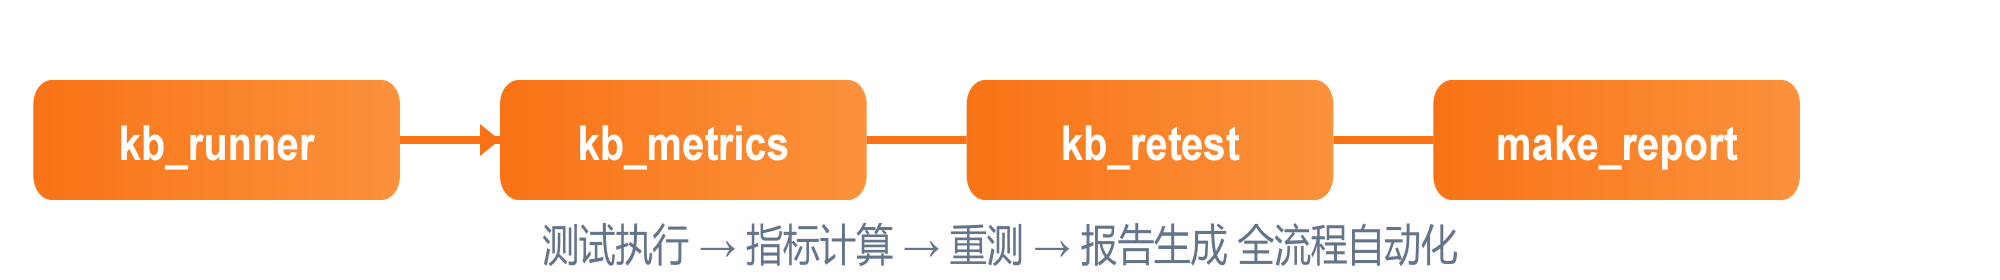 kb_runner kb_metrics kb_retest make_report
测试执行 → 指标计算 → 重测 → 报告生成 全流程自动化